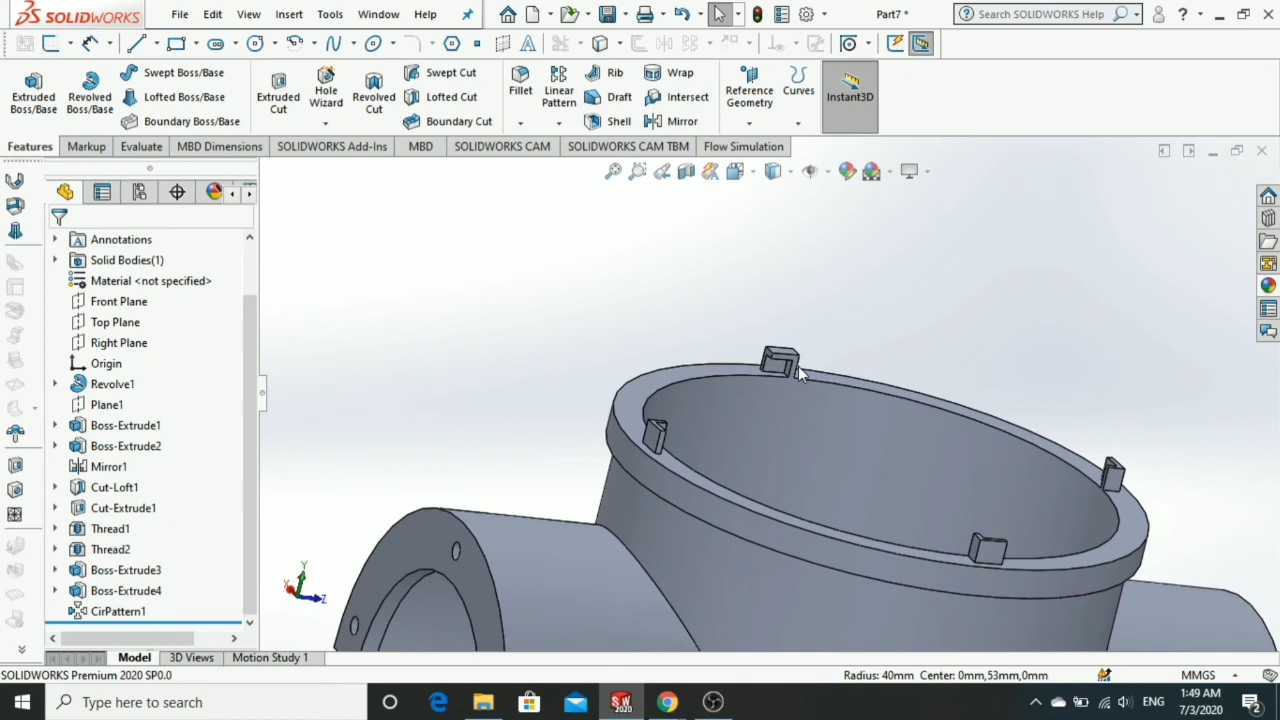 SOLIDWORKS
File Edit View Insert Tools Window Help
Part7 *
Search SOLIDWORKS Help
Extruded Boss/Base
Revolved Boss/Base
Swept Boss/Base
Lofted Boss/Base
Boundary Boss/Base
Extruded Cut
Hole Wizard
Revolved Cut
Swept Cut
Lofted Cut
Boundary Cut
Fillet
Linear Pattern
Rib
Draft
Shell
Wrap
Intersect
Mirror
Reference Geometry
Curves
Instant3D
Features Markup Evaluate MBD Dimensions SOLIDWORKS Add-Ins MBD SOLIDWORKS CAM SOLIDWORKS CAM TBM Flow Simulation
Annotations
Solid Bodies(1)
Material <not specified>
Front Plane
Top Plane
Right Plane
Origin
Revolve1
Plane1
Boss-Extrude1
Boss-Extrude2
Mirror1
Cut-Loft1
Cut-Extrude1
Thread1
Thread2
Boss-Extrude3
Boss-Extrude4
CirPattern1
Y
X
Z
Model 3D Views Motion Study 1
SOLIDWORKS Premium 2020 SP0.0
Radius: 40mm Center: 0mm,53mm,0mm
MMGS
Type here to search
SW 2020
ENG
1:49 AM
7/3/2020
2